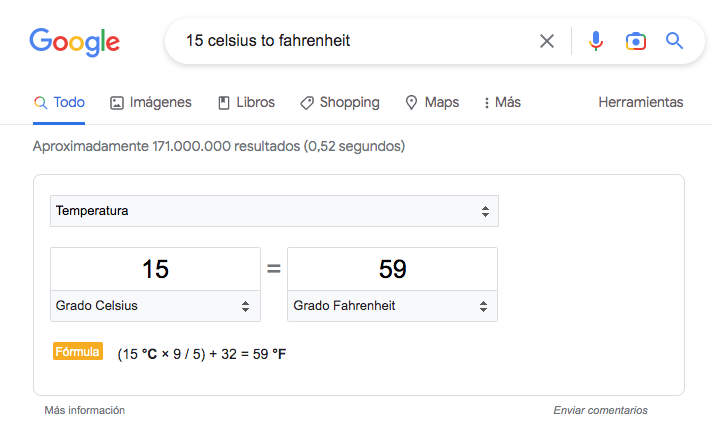 Google
15 celsius to fahrenheit
Todo Imágenes Libros Shopping Maps Más Herramientas
Aproximadamente 171.000.000 resultados (0,52 segundos)
Temperatura
15 = 59
Grado Celsius Grado Fahrenheit
Fórmula (15 °C × 9 / 5) + 32 = 59 °F
Más información Enviar comentarios